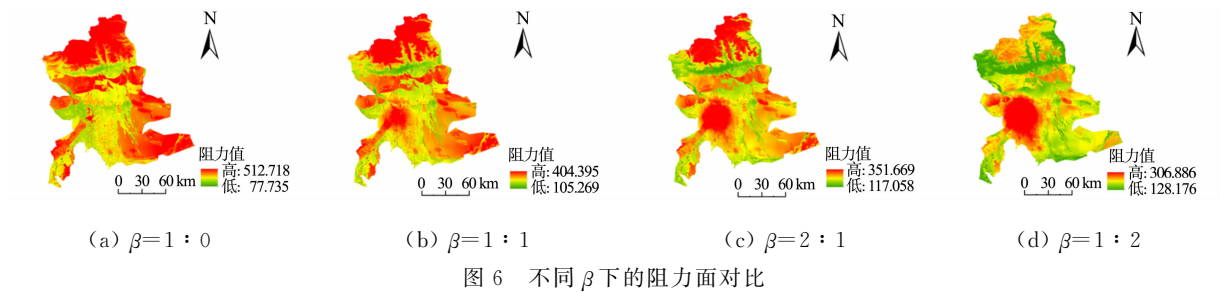 N
阻力值
高: 512.718
低: 77.735
0 30 60 km
(a) β=1∶0
N
阻力值
高: 404.395
低: 105.269
0 30 60 km
(b) β=1∶1
N
阻力值
高: 351.669
低: 117.058
0 30 60 km
(c) β=2∶1
N
阻力值
高: 306.886
低: 128.176
0 30 60 km
(d) β=1∶2
图 6 不同 β 下的阻力面对比